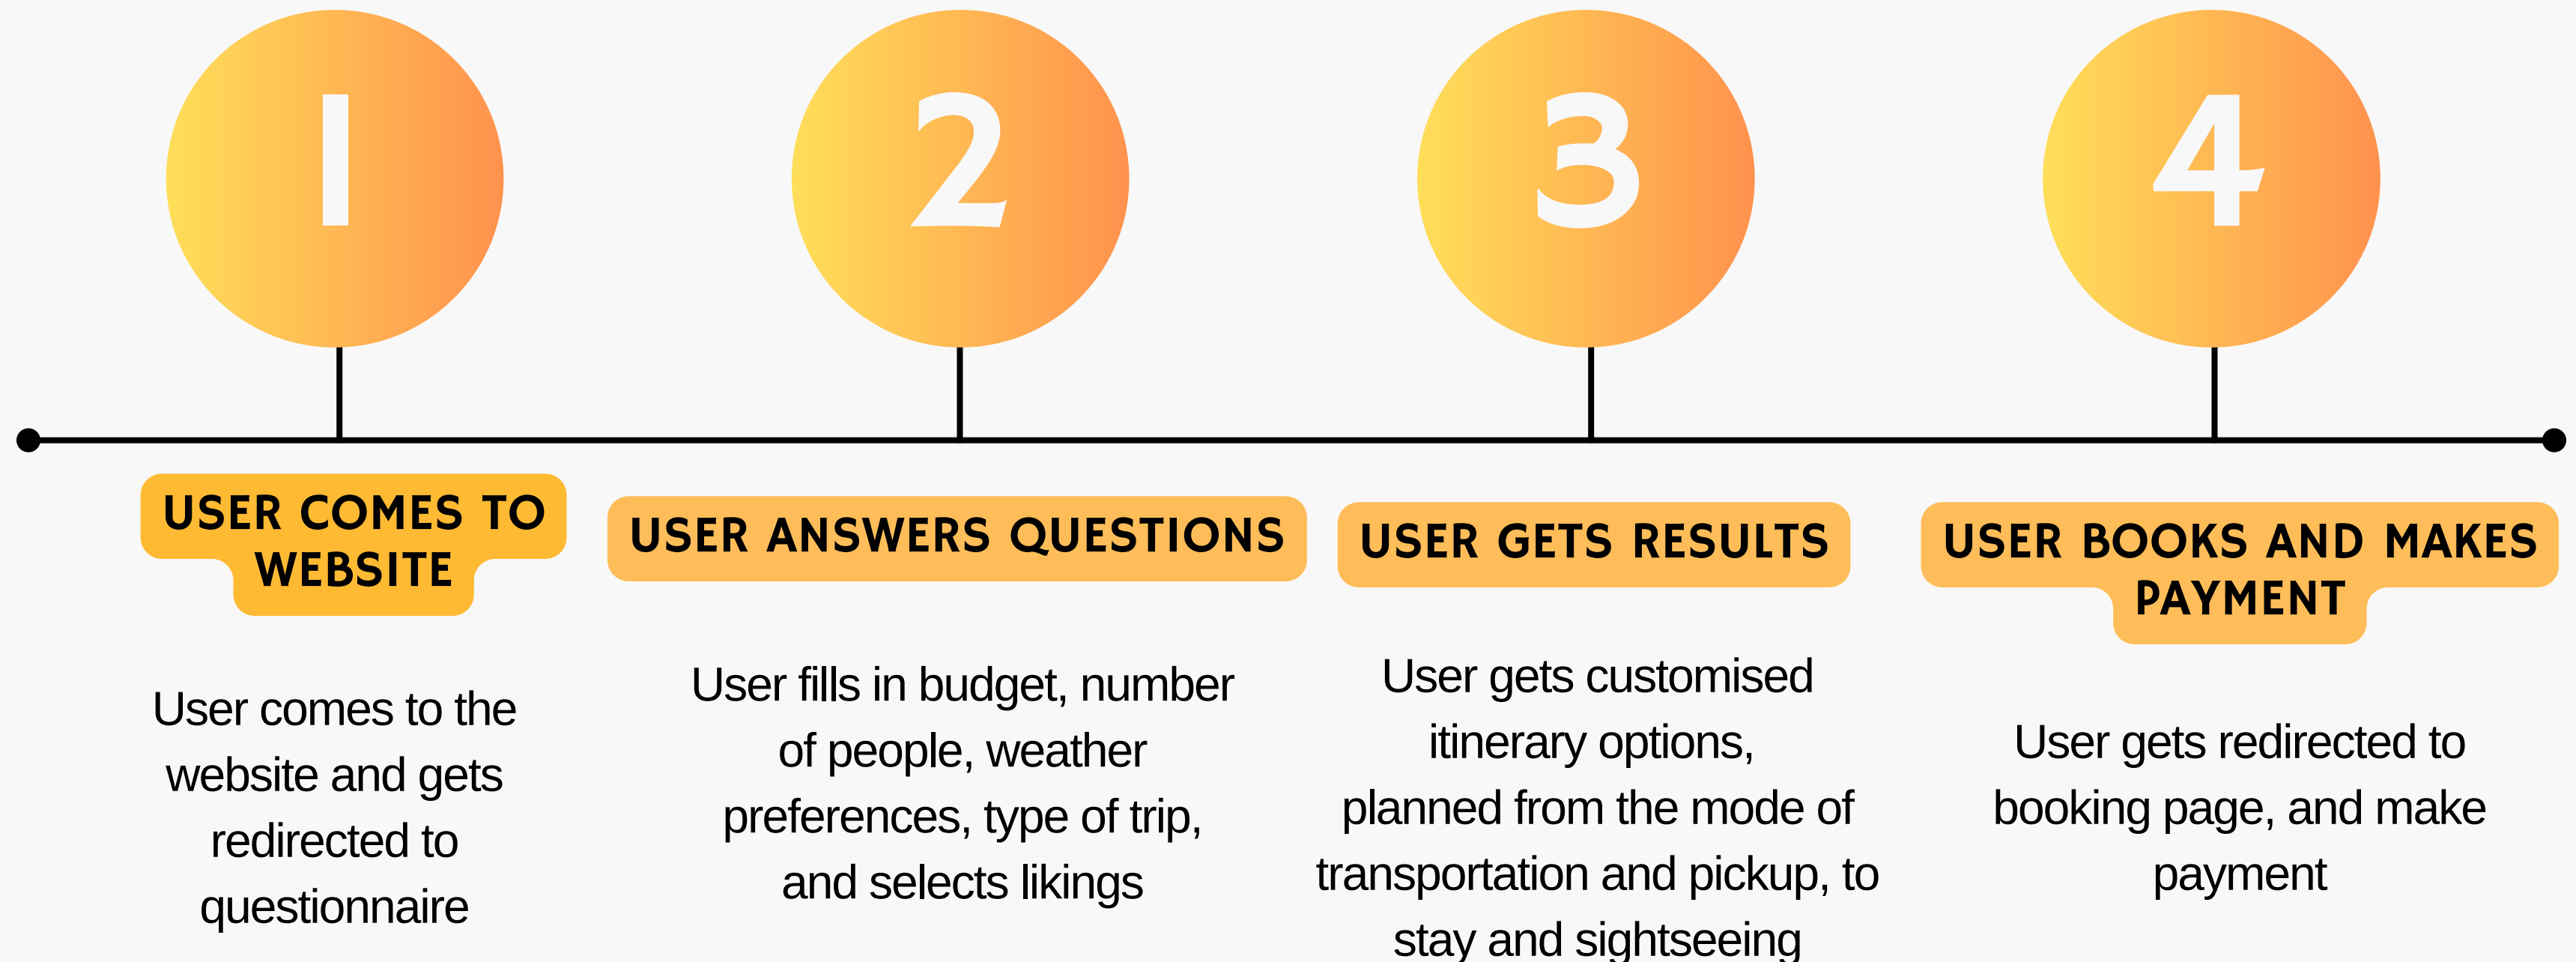 1
2
3
4
USER COMES TO
WEBSITE
User comes to the
website and gets
redirected to
questionnaire
USER ANSWERS QUESTIONS
User fills in budget, number
of people, weather
preferences, type of trip,
and selects likings
USER GETS RESULTS
User gets customised
itinerary options,
planned from the mode of
transportation and pickup, to
stay and sightseeing
USER BOOKS AND MAKES
PAYMENT
User gets redirected to
booking page, and make
payment